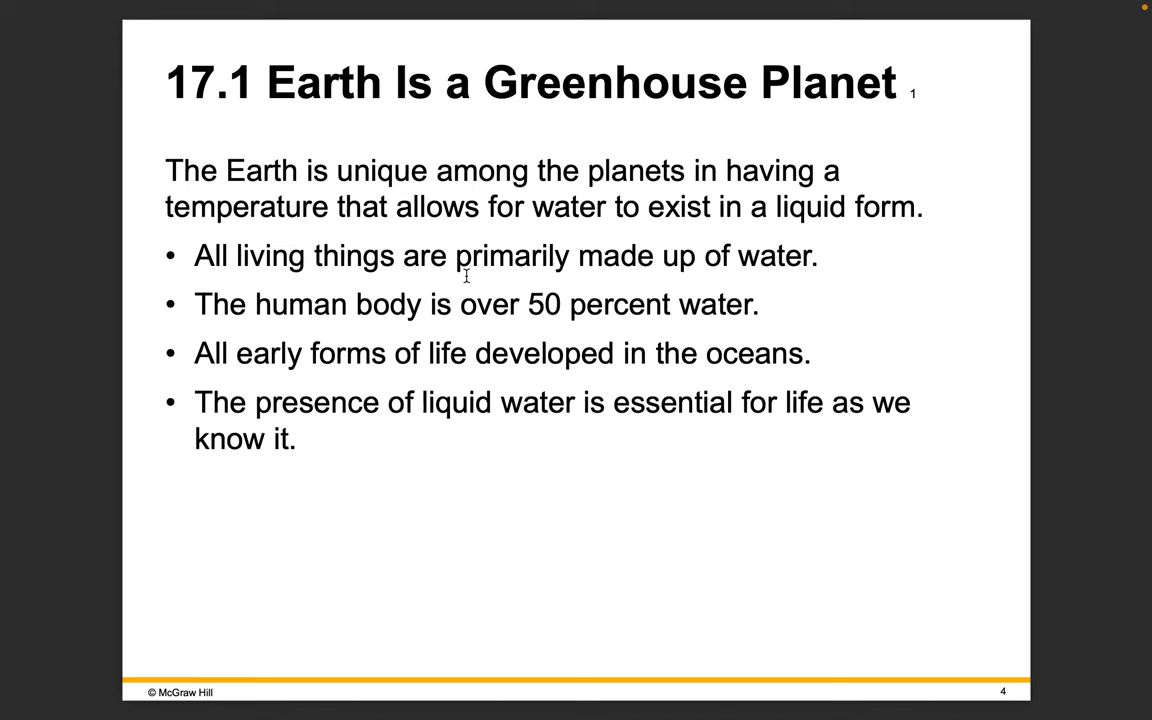 17.1 Earth Is a Greenhouse Planet 1
The Earth is unique among the planets in having a
temperature that allows for water to exist in a liquid form.
• All living things are primarily made up of water.
• The human body is over 50 percent water.
• All early forms of life developed in the oceans.
• The presence of liquid water is essential for life as we
know it.
© McGraw Hill
4